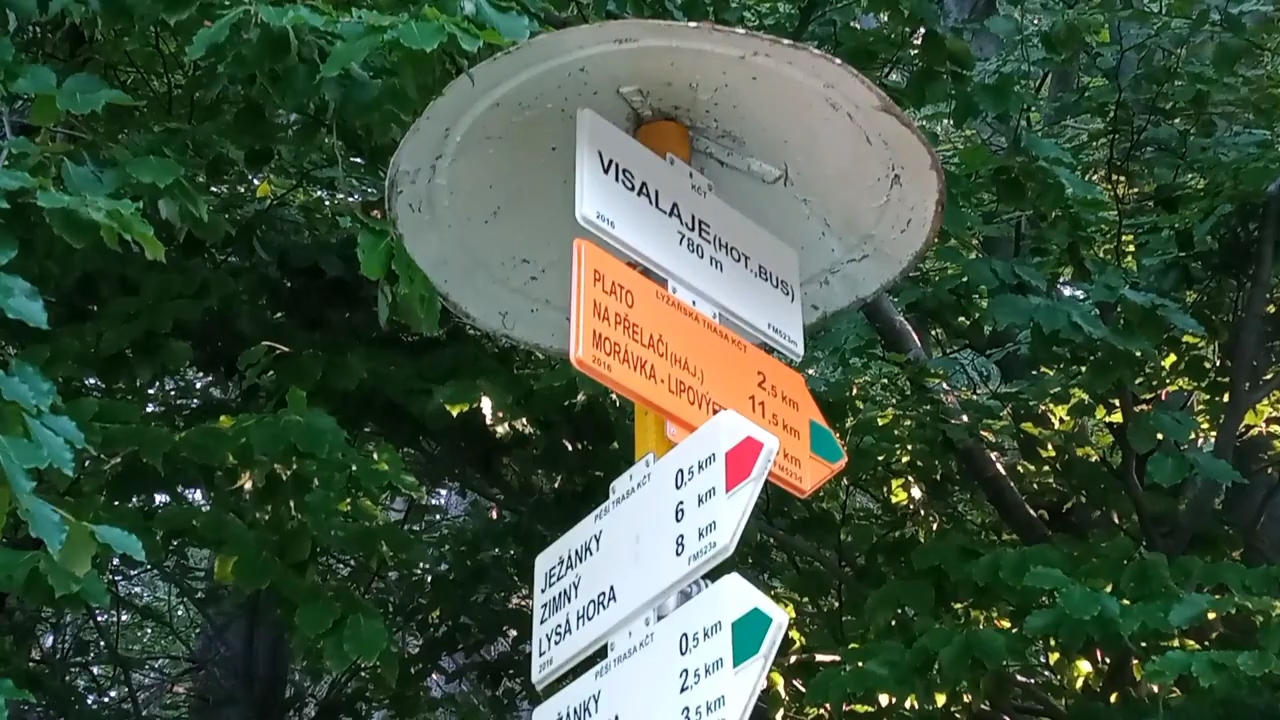 KČT
VISALAJE (HOT.,BUS)
780 m
2016 FM523m
LYŽAŘSKÁ TRASA KČT
PLATO 2,5 km
NA PŘELAČI (HÁJ.) 11,5 km
MORÁVKA - km
2016 FM523d
PĚŠÍ TRASA KČT
JEŽÁNKY 0,5 km
ZIMNÝ 6 km
LYSÁ HORA 8 km
2016 FM523a
PĚŠÍ TRASA KČT
0,5 km
2,5 km
3,5 km